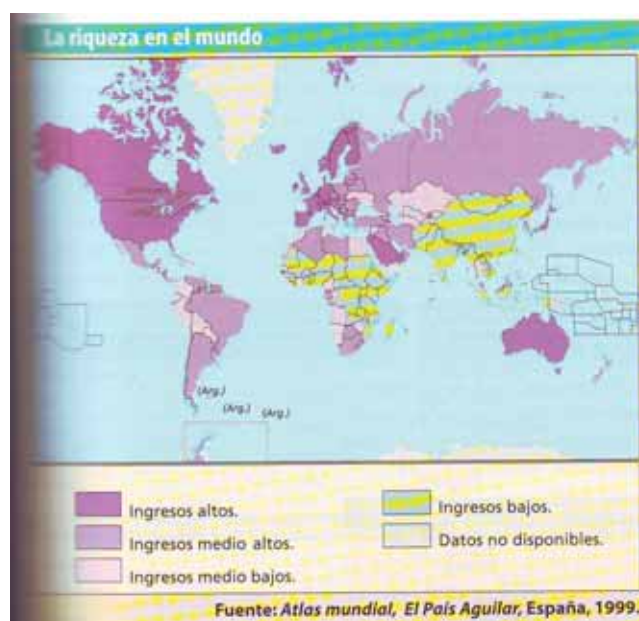 La riqueza en el mundo
(Arg.)
(Arg.)
(Arg.)
Ingresos altos.
Ingresos medio altos.
Ingresos medio bajos.
Ingresos bajos.
Datos no disponibles.
Fuente: Atlas mundial, El País Aguilar, España, 1999.